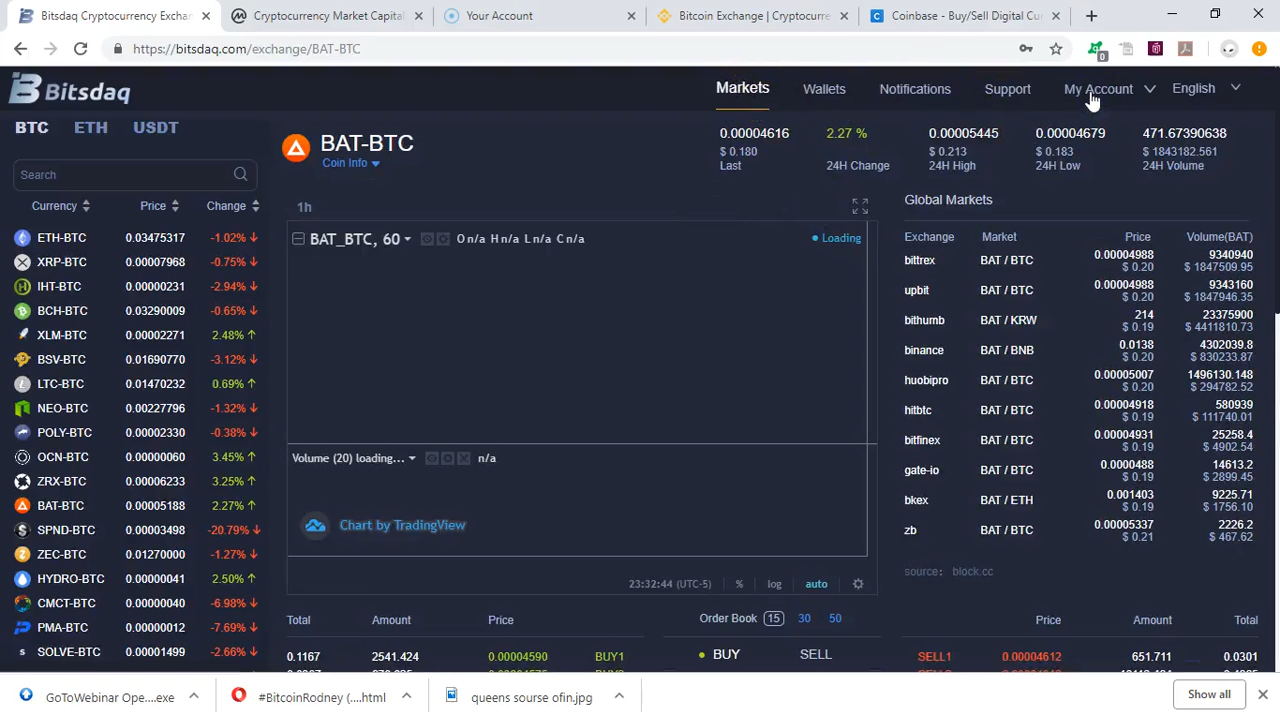 Bitsdaq Cryptocurrency Exchan
Cryptocurrency Market Capital
Your Account
Bitcoin Exchange | Cryptocurre
Coinbase - Buy/Sell Digital Cur
https://bitsdaq.com/exchange/BAT-BTC
0
Bitsdaq
Markets
Wallets
Notifications
Support
My Account
English
BTC ETH USDT
Search
Currency Price Change
ETH-BTC 0.03475317 -1.02%
XRP-BTC 0.00007968 -0.75%
IHT-BTC 0.00000231 -2.94%
BCH-BTC 0.03290009 -0.65%
XLM-BTC 0.00002271 2.48%
BSV-BTC 0.01690770 -3.12%
LTC-BTC 0.01470232 0.69%
NEO-BTC 0.00227796 -1.32%
POLY-BTC 0.00002330 -0.38%
OCN-BTC 0.00000060 3.45%
ZRX-BTC 0.00006233 3.25%
BAT-BTC 0.00005188 2.27%
SPND-BTC 0.00003498 -20.79%
ZEC-BTC 0.01270000 -1.27%
HYDRO-BTC 0.00000041 2.50%
CMCT-BTC 0.00000040 -6.98%
PMA-BTC 0.00000012 -7.69%
SOLVE-BTC 0.00001499 -2.66%
BAT-BTC
Coin Info
0.00004616 2.27 % 0.00005445 0.00004679 471.67390638
$ 0.180 $ 0.213 $ 0.183 $ 1843182.561
Last 24H Change 24H High 24H Low 24H Volume
1h
BAT_BTC, 60 O n/a H n/a L n/a C n/a
Loading
Volume (20) loading... n/a
Chart by TradingView
23:32:44 (UTC-5) % log auto
Global Markets
Exchange Market Price Volume(BAT)
bittrex BAT / BTC 0.00004988 9340940
$ 0.20 $ 1847509.95
upbit BAT / BTC 0.00004988 9343160
$ 0.20 $ 1847946.35
bithumb BAT / KRW 214 23375900
$ 0.19 $ 4411810.73
binance BAT / BNB 0.0138 4302039.8
$ 0.20 $ 830233.87
huobipro BAT / BTC 0.00005007 1496130.148
$ 0.20 $ 294782.52
hitbtc BAT / BTC 0.00004918 580939
$ 0.19 $ 111740.01
bitfinex BAT / BTC 0.00004931 25258.4
$ 0.19 $ 4902.54
gate-io BAT / BTC 0.0000488 14613.2
$ 0.19 $ 2899.45
bkex BAT / ETH 0.001403 9225.71
$ 0.19 $ 1756.10
zb BAT / BTC 0.00005337 2226.2
$ 0.21 $ 467.62
source: block.cc
Total Amount Price
Order Book 15 30 50
Price Amount Total
0.1167 2541.424 0.00004590 BUY1
BUY SELL
SELL1 0.00004612 651.711 0.0301
GoToWebinar Ope....exe
#BitcoinRodney (....html
queens sourse ofin.jpg
Show all